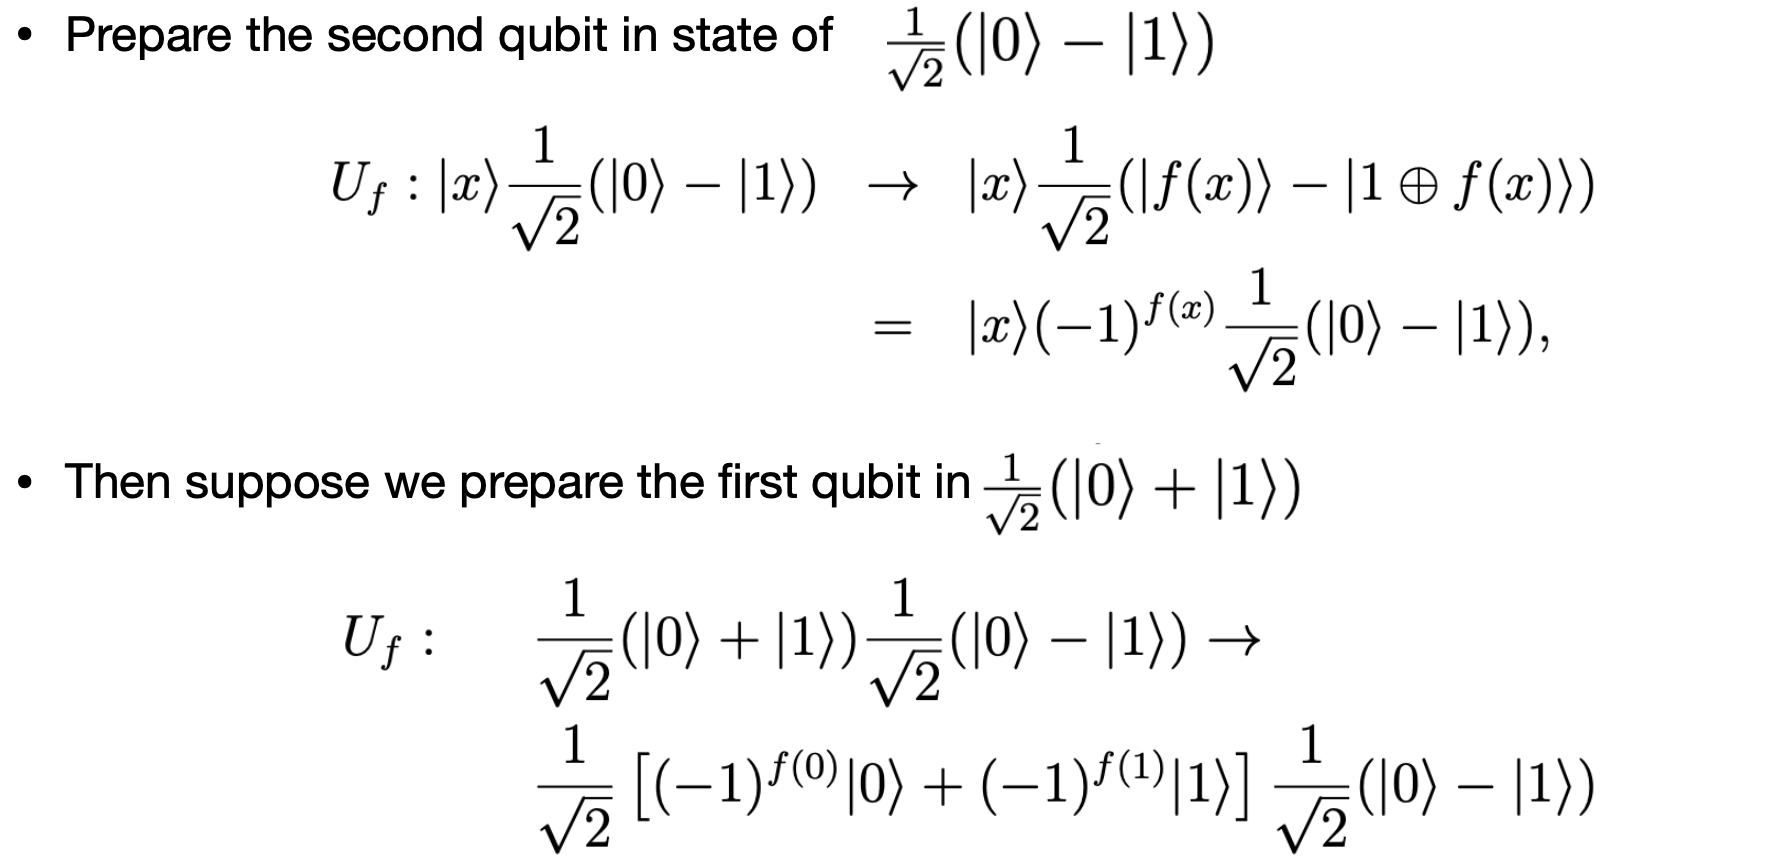 • Prepare the second qubit in state of $\frac{1}{\sqrt{2}}(|0\rangle - |1\rangle)$
$U_f : |x\rangle \frac{1}{\sqrt{2}}(|0\rangle - |1\rangle) \rightarrow |x\rangle \frac{1}{\sqrt{2}}(|f(x)\rangle - |1 \oplus f(x)\rangle)$
$= |x\rangle (-1)^{f(x)} \frac{1}{\sqrt{2}}(|0\rangle - |1\rangle),$
• Then suppose we prepare the first qubit in $\frac{1}{\sqrt{2}}(|0\rangle + |1\rangle)$
$U_f : \frac{1}{\sqrt{2}}(|0\rangle + |1\rangle) \frac{1}{\sqrt{2}}(|0\rangle - |1\rangle) \rightarrow$
$\frac{1}{\sqrt{2}} \left[ (-1)^{f(0)} |0\rangle + (-1)^{f(1)} |1\rangle \right] \frac{1}{\sqrt{2}}(|0\rangle - |1\rangle)$